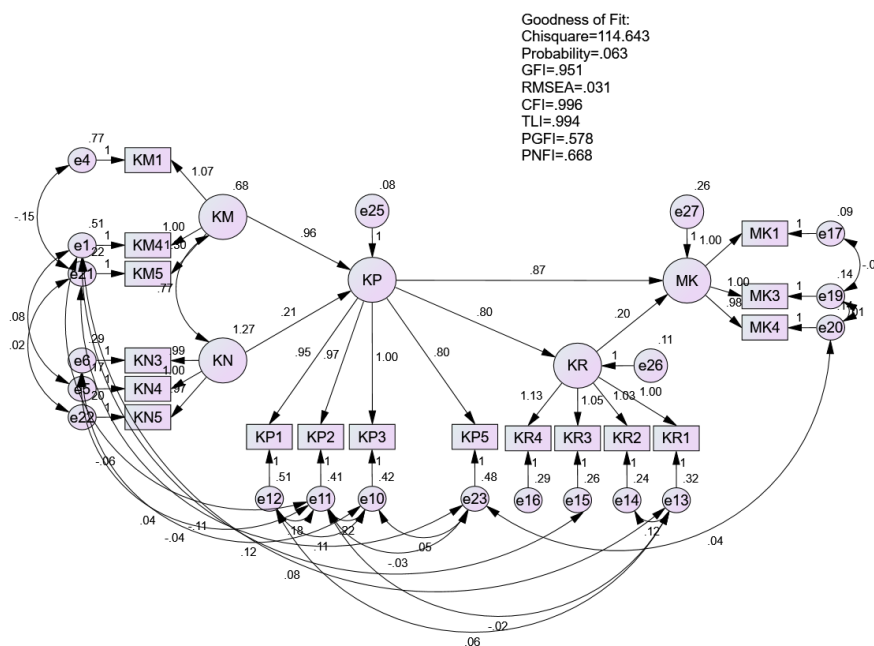 Goodness of Fit:
Chisquare=114.643
Probability=.063
GFI=.951
RMSEA=.031
CFI=.996
TLI=.994
PGFI=.578
PNFI=.668
.77
e4 1 KM1
1.07
.68
KM
-.15
.51
e1 1 KM4 1.00
.22
e21 1 KM5 1.30
.77
.96
.08
e25
1
KP
.87
.26
e27
1
MK
1.00
MK1 1 e17 .09
-.0
1.00
MK3 1 e19 .14
.98
MK4 1 e20
.01
.08
.02
.21
1.27
KN
.29
e6 1 KN3 .99
.17
e5 1 KN4 1.00
.20
e22 1 KN5 .97
.80
.20
KR
1
e26
.11
.95
.97
1.00
.80
1.13
1.05
1.03
1.00
KP1 KP2 KP3 KP5 KR4 KR3 KR2 KR1
1 1 1 1 1 1 1 1
.51 .41 .42 .48 .29 .26 .24 .32
e12 e11 e10 e23 e16 e15 e14 e13
-.06
.04
-.04
-.11
.12
.18
.11
.22
.05
-.03
.12
.04
.08
-.02
.06